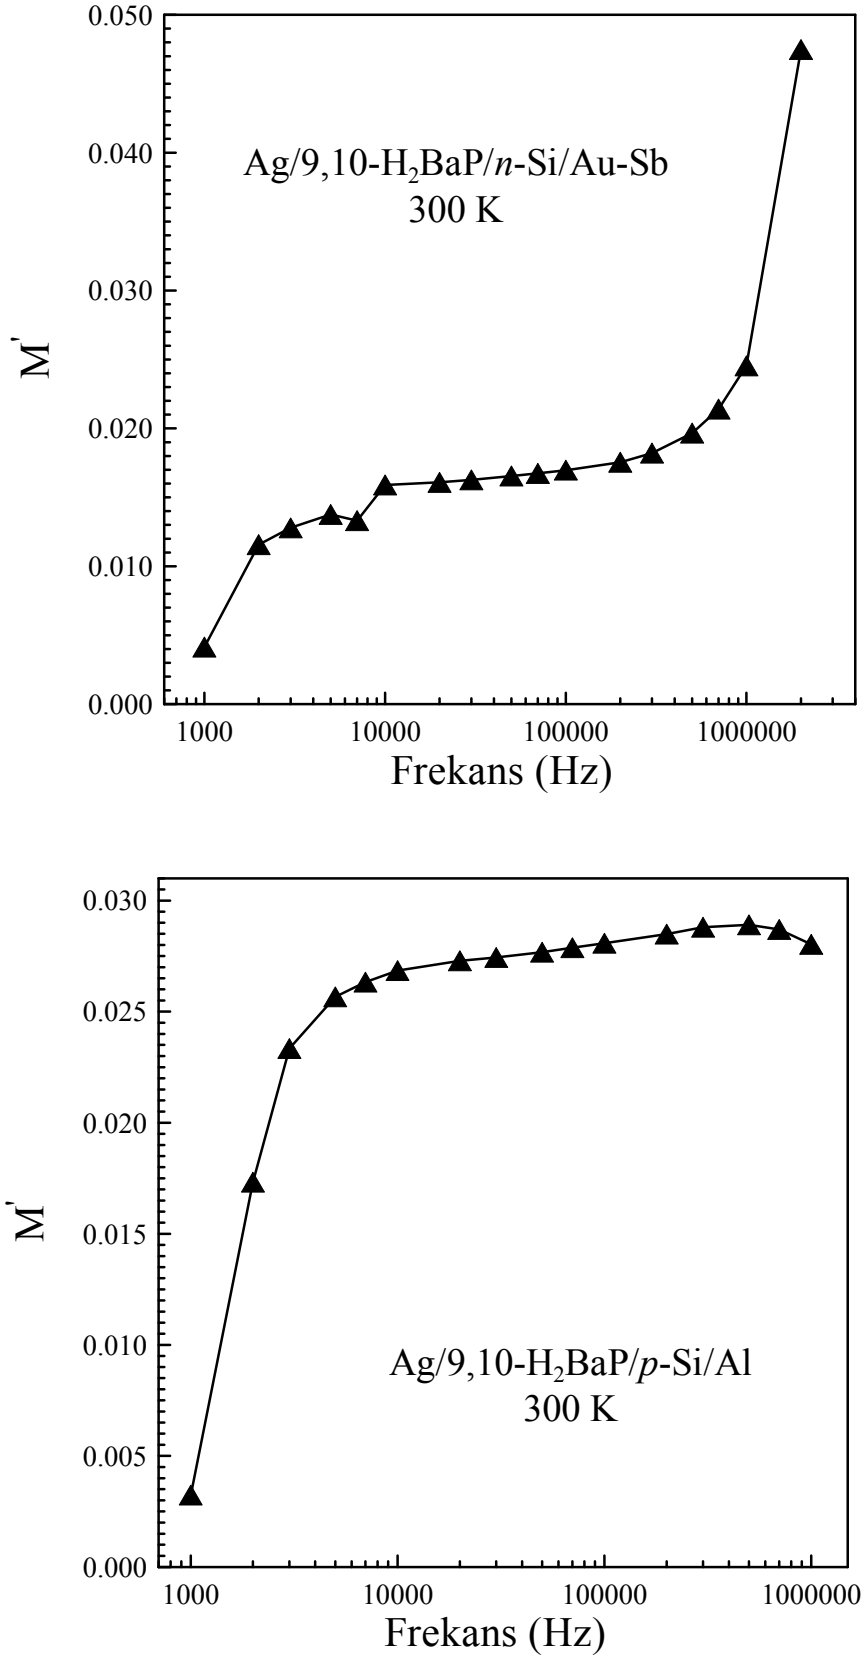 0.050
0.040
0.030
0.020
0.010
0.000
M'
Ag/9,10-H₂BaP/n-Si/Au-Sb
300 K
1000 10000 100000 1000000
Frekans (Hz)
0.030
0.025
0.020
0.015
0.010
0.005
0.000
M'
Ag/9,10-H₂BaP/p-Si/Al
300 K
1000 10000 100000 1000000
Frekans (Hz)